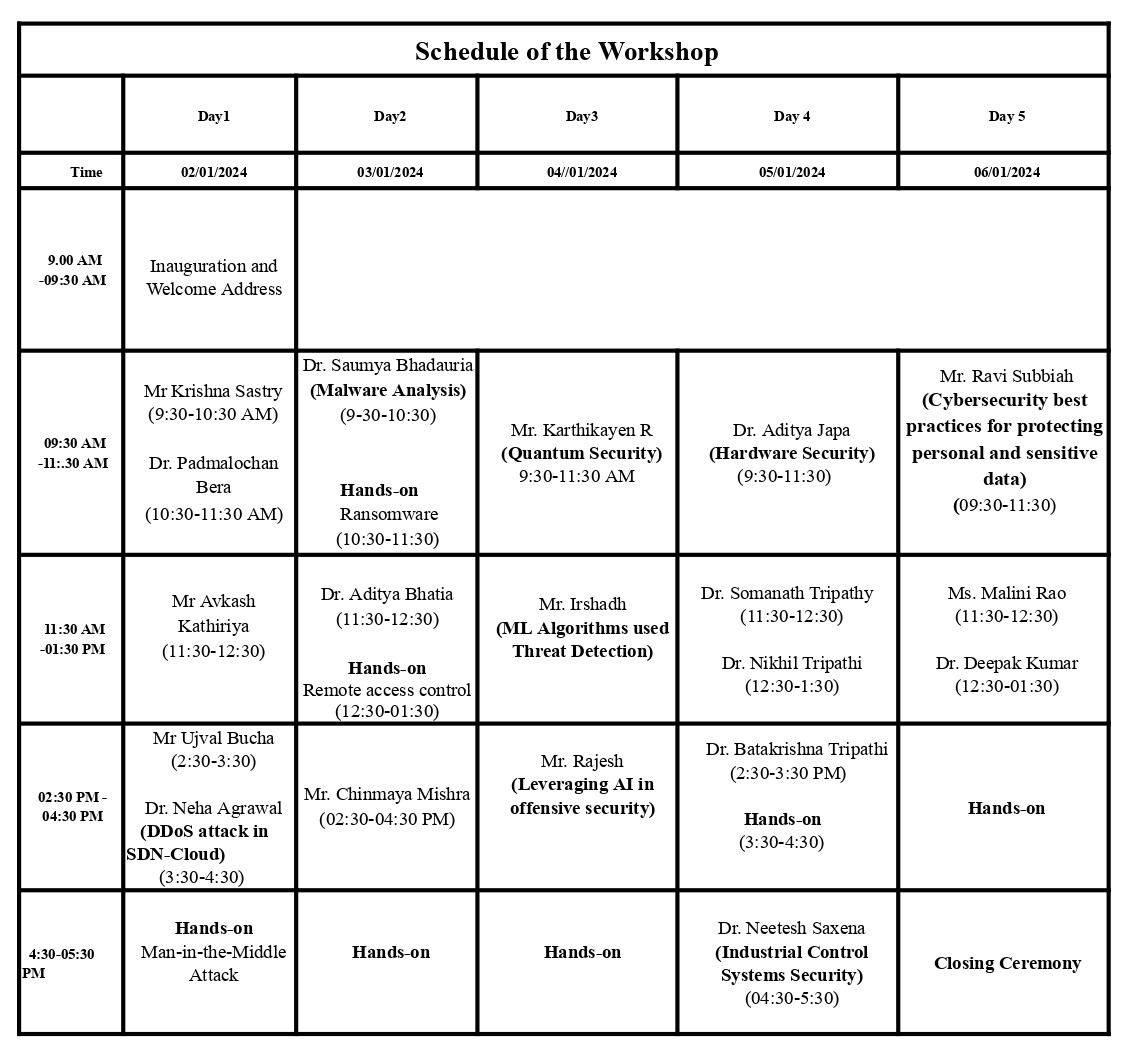 Schedule of the Workshop
Day1
Day2
Day3
Day 4
Day 5
Time
02/01/2024
03/01/2024
04//01/2024
05/01/2024
06/01/2024
9.00 AM
-09:30 AM
Inauguration and
Welcome Address
09:30 AM
-11:.30 AM
Mr Krishna Sastry
(9:30-10:30 AM)
Dr. Padmalochan
Bera
(10:30-11:30 AM)
Dr. Saumya Bhadauria
(Malware Analysis)
(9-30-10:30)
Hands-on
Ransomware
(10:30-11:30)
Mr. Karthikayen R
(Quantum Security)
9:30-11:30 AM
Dr. Aditya Japa
(Hardware Security)
(9:30-11:30)
Mr. Ravi Subbiah
(Cybersecurity best
practices for protecting
personal and sensitive
data)
(09:30-11:30)
11:30 AM
-01:30 PM
Mr Avkash
Kathiriya
(11:30-12:30)
Dr. Aditya Bhatia
(11:30-12:30)
Hands-on
Remote access control
(12:30-01:30)
Mr. Irshadh
(ML Algorithms used
Threat Detection)
Dr. Somanath Tripathy
(11:30-12:30)
Dr. Nikhil Tripathi
(12:30-1:30)
Ms. Malini Rao
(11:30-12:30)
Dr. Deepak Kumar
(12:30-01:30)
02:30 PM -
04:30 PM
Mr Ujval Bucha
(2:30-3:30)
Dr. Neha Agrawal
(DDoS attack in
SDN-Cloud)
(3:30-4:30)
Mr. Chinmaya Mishra
(02:30-04:30 PM)
Mr. Rajesh
(Leveraging AI in
offensive security)
Dr. Batakrishna Tripathi
(2:30-3:30 PM)
Hands-on
(3:30-4:30)
Hands-on
4:30-05:30
PM
Hands-on
Man-in-the-Middle
Attack
Hands-on
Hands-on
Dr. Neetesh Saxena
(Industrial Control
Systems Security)
(04:30-5:30)
Closing Ceremony